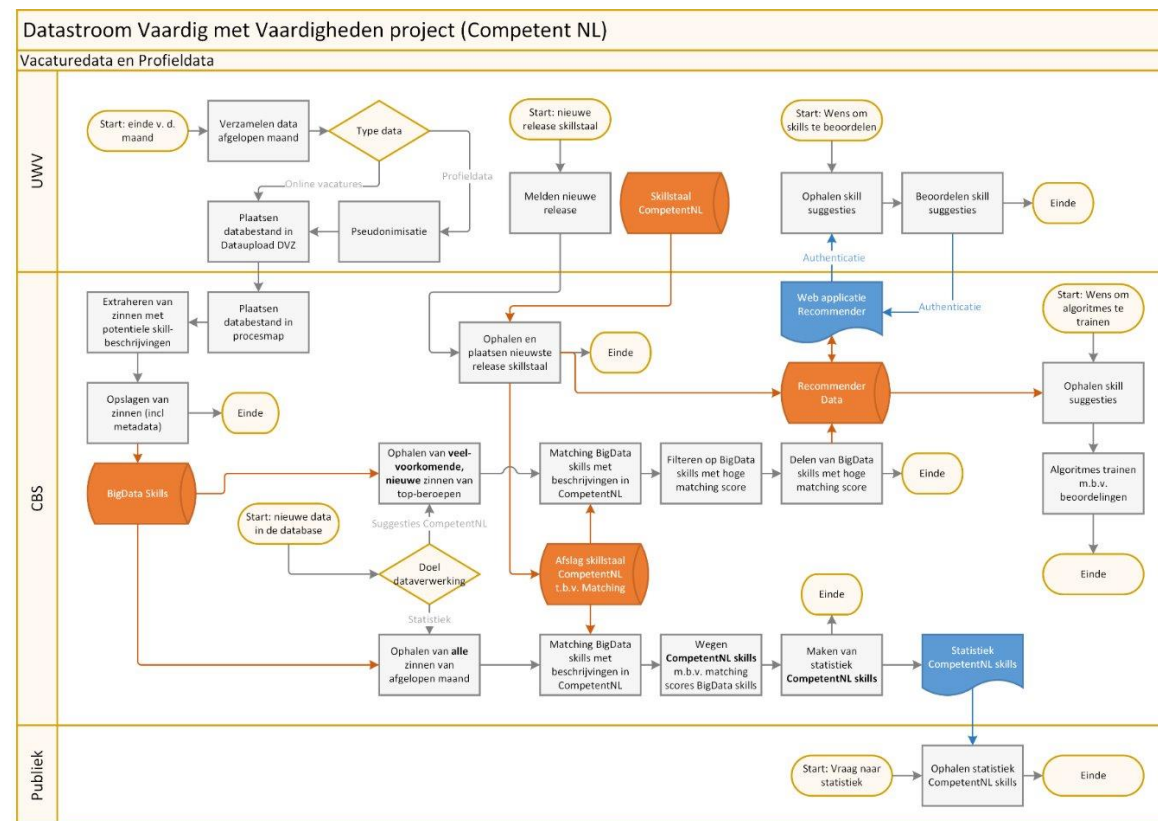 Datastroom Vaardig met Vaardigheden project (Competent NL)
Vacaturedata en Profieldata
UWV
Start: einde v. d.
maand
Verzamelen data
afgelopen maand
Type data
Online vacatures
Profieldata
Plaatsen
databestand in
Dataupload DVZ
Pseudonimisatie
Start: nieuwe
release skillstaal
Melden nieuwe
release
Skillstaal
CompetentNL
Start: Wens om
skills te beoordelen
Ophalen skill
suggesties
Beoordelen skill
suggesties
Einde
Authenticatie
Authenticatie
CBS
Extraheren van
zinnen met
potentiele skill-
beschrijvingen
Plaatsen
databestand in
procesmap
Opslagen van
zinnen (incl
metadata)
Einde
BigData Skills
Ophalen en
plaatsen nieuwste
release skillstaal
Einde
Web applicatie
Recommender
Recommender
Data
Start: Wens om
algoritmes te
trainen
Ophalen skill
suggesties
Algoritmes trainen
m.b.v.
beoordelingen
Einde
Ophalen van veel-
voorkomende,
nieuwe zinnen van
top-beroepen
Matching BigData
skills met
beschrijvingen in
CompetentNL
Filteren op BigData
skills met hoge
matching score
Delen van BigData
skills met hoge
matching score
Einde
Start: nieuwe data
in de database
Suggesties CompetentNL
Doel
dataverwerking
Statistiek
Afslag skillstaal
CompetentNL
t.b.v. Matching
Ophalen van alle
zinnen van
afgelopen maand
Matching BigData
skills met
beschrijvingen in
CompetentNL
Wegen
CompetentNL skills
m.b.v. matching
scores BigData skills
Einde
Maken van
statistiek
CompetentNL skills
Statistiek
CompetentNL skills
Publiek
Start: Vraag naar
statistiek
Ophalen statistiek
CompetentNL skills
Einde